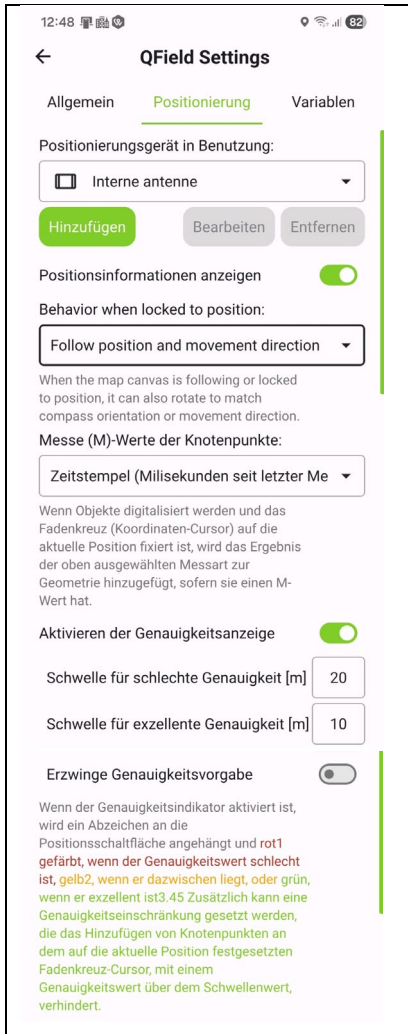 12:48 82
QField Settings
Allgemein Positionierung Variablen
Positionierungsgerät in Benutzung:
Interne antenne
Hinzufügen Bearbeiten Entfernen
Positionsinformationen anzeigen
Behavior when locked to position:
Follow position and movement direction
When the map canvas is following or locked
to position, it can also rotate to match
compass orientation or movement direction.
Messe (M)-Werte der Knotenpunkte:
Zeitstempel (Milisekunden seit letzter Me
Wenn Objekte digitalisiert werden und das
Fadenkreuz (Koordinaten-Cursor) auf die
aktuelle Position fixiert ist, wird das Ergebnis
der oben ausgewählten Messart zur
Geometrie hinzugefügt, sofern sie einen M-
Wert hat.
Aktivieren der Genauigkeitsanzeige
Schwelle für schlechte Genauigkeit [m] 20
Schwelle für exzellente Genauigkeit [m] 10
Erzwinge Genauigkeitsvorgabe
Wenn der Genauigkeitsindikator aktiviert ist,
wird ein Abzeichen an die
Positionsschaltfläche angehängt und rot1
gefärbt, wenn der Genauigkeitswert schlecht
ist, gelb2, wenn er dazwischen liegt, oder grün,
wenn er exzellent ist3.45 Zusätzlich kann eine
Genauigkeitseinschränkung gesetzt werden,
die das Hinzufügen von Knotenpunkten an
dem auf die aktuelle Position festgesetzten
Fadenkreuz-Cursor, mit einem
Genauigkeitswert über dem Schwellenwert,
verhindert.